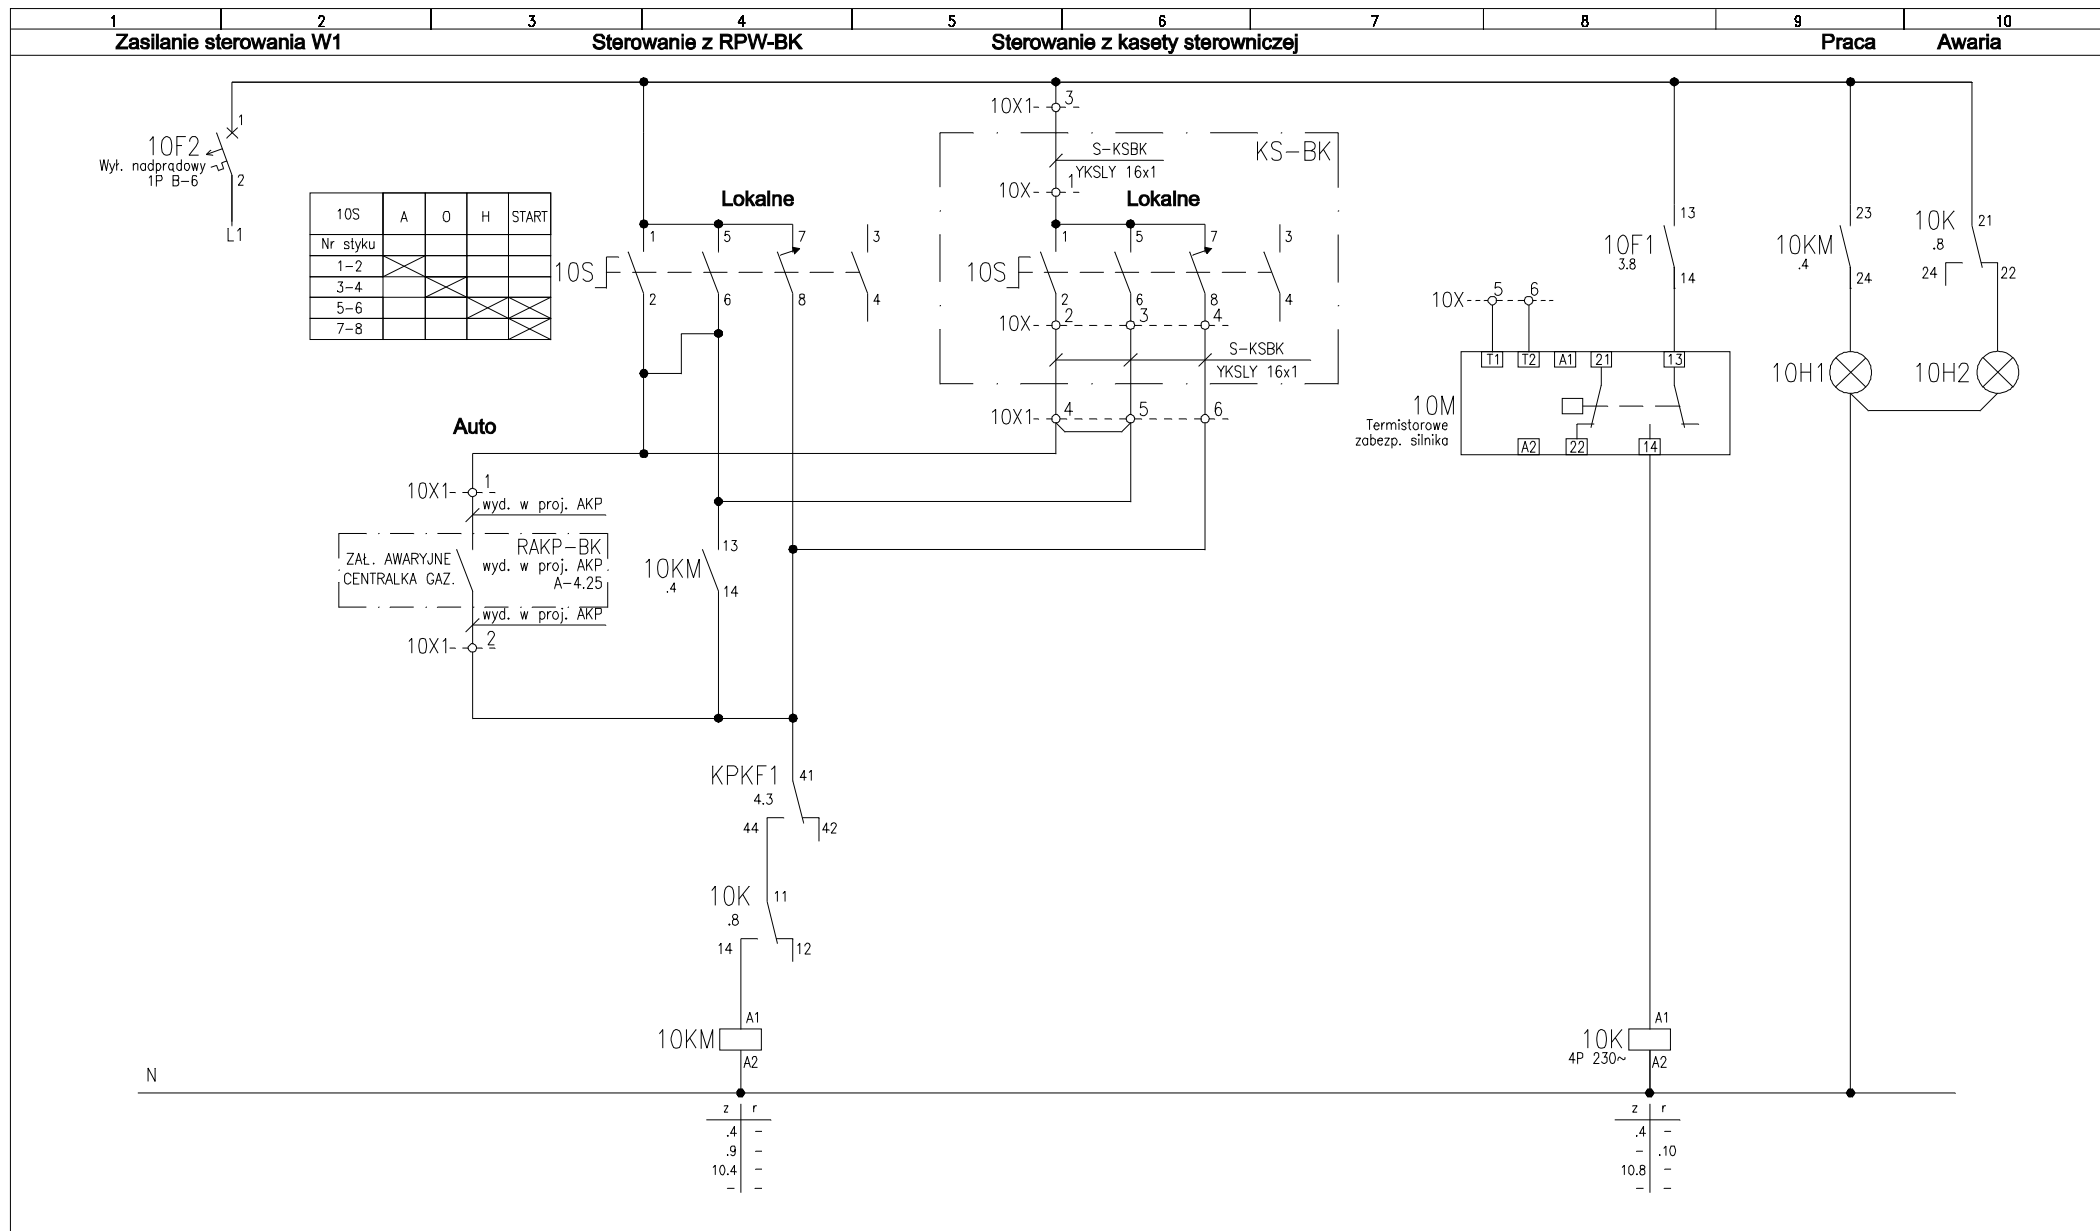 1 2 3 4 5 6 7 8 9 10
Zasilanie sterowania W1 Sterowanie z RPW-BK Sterowanie z kasety sterowniczej Praca Awaria
10F2
Wył. nadprądowy
1P B-6
1
2
L1
10S A O H START
Nr styku
1-2
3-4
5-6
7-8
Lokalne
10S
1 5 7 3
2 6 8 4
10X1 3
KS-BK
S-KSBK
YKSLY 16x1
10X 1
Lokalne
10S
1 5 7 3
2 6 8 4
10X 2 3 4
S-KSBK
YKSLY 16x1
10X1 4 5 6
Auto
10X1 1
wyd. w proj. AKP
RAKP-BK
ZAŁ. AWARYJNE
CENTRALKA GAZ.
wyd. w proj. AKP
A-4.25
wyd. w proj. AKP
10X1 2
10KM
.4
13
14
KPKF1
4.3
41
44 42
10K
.8
11
14 12
10KM
A1
A2
N
z r
.4 -
.9 -
10.4 -
- -
10F1
3.8
13
14
10X 5 6
T1 T2 A1 21 13
10M
Termistorowe
zabezp. silnika
A2 22 14
10K
4P 230~
A1
A2
z r
.4 -
- .10
10.8 -
- -
10KM
.4
23
24
10H1
10K
.8
21
24 22
10H2